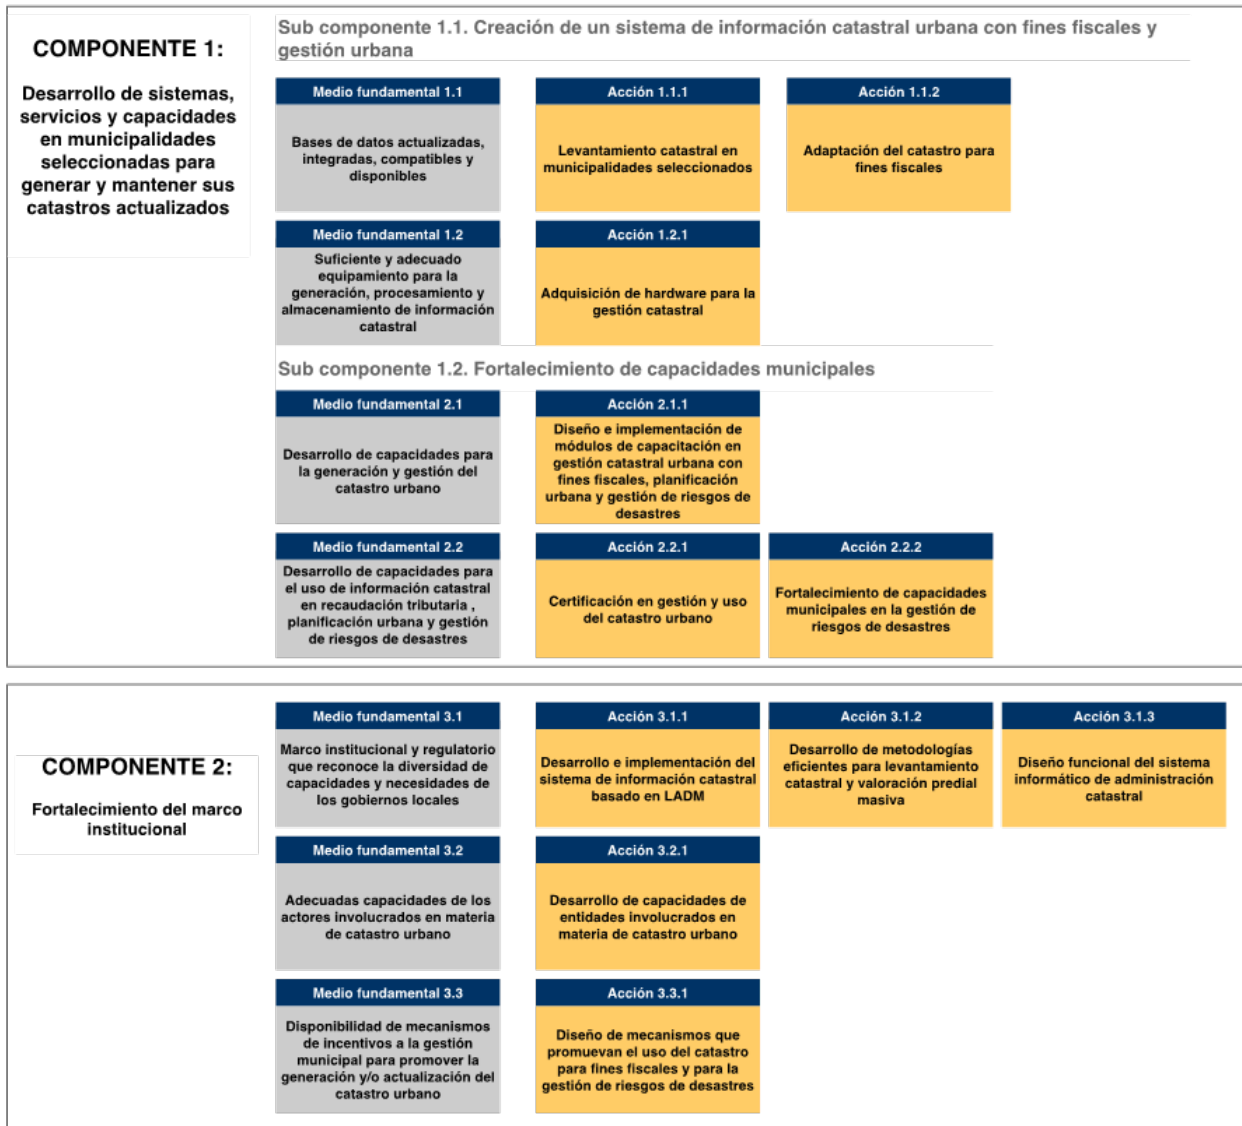 COMPONENTE 1:
Desarrollo de sistemas,
servicios y capacidades
en municipalidades
seleccionadas para
generar y mantener sus
catastros actualizados
Sub componente 1.1. Creación de un sistema de información catastral urbana con fines fiscales y
gestión urbana
Medio fundamental 1.1
Bases de datos actualizadas,
integradas, compatibles y
disponibles
Acción 1.1.1
Levantamiento catastral en
municipalidades seleccionados
Acción 1.1.2
Adaptación del catastro para
fines fiscales
Medio fundamental 1.2
Suficiente y adecuado
equipamiento para la
generación, procesamiento y
almacenamiento de información
catastral
Acción 1.2.1
Adquisición de hardware para la
gestión catastral
Sub componente 1.2. Fortalecimiento de capacidades municipales
Medio fundamental 2.1
Desarrollo de capacidades para
la generación y gestión del
catastro urbano
Acción 2.1.1
Diseño e implementación de
módulos de capacitación en
gestión catastral urbana con
fines fiscales, planificación
urbana y gestión de riesgos de
desastres
Medio fundamental 2.2
Desarrollo de capacidades para
el uso de información catastral
en recaudación tributaria ,
planificación urbana y gestión
de riesgos de desastres
Acción 2.2.1
Certificación en gestión y uso
del catastro urbano
Acción 2.2.2
Fortalecimiento de capacidades
municipales en la gestión de
riesgos de desastres
COMPONENTE 2:
Fortalecimiento del marco
institucional
Medio fundamental 3.1
Marco institucional y regulatorio
que reconoce la diversidad de
capacidades y necesidades de
los gobiernos locales
Acción 3.1.1
Desarrollo e implementación del
sistema de información catastral
basado en LADM
Acción 3.1.2
Desarrollo de metodologías
eficientes para levantamiento
catastral y valoración predial
masiva
Acción 3.1.3
Diseño funcional del sistema
informático de administración
catastral
Medio fundamental 3.2
Adecuadas capacidades de los
actores involucrados en materia
de catastro urbano
Acción 3.2.1
Desarrollo de capacidades de
entidades involucrados en
materia de catastro urbano
Medio fundamental 3.3
Disponibilidad de mecanismos
de incentivos a la gestión
municipal para promover la
generación y/o actualización del
catastro urbano
Acción 3.3.1
Diseño de mecanismos que
promuevan el uso del catastro
para fines fiscales y para la
gestión de riesgos de desastres